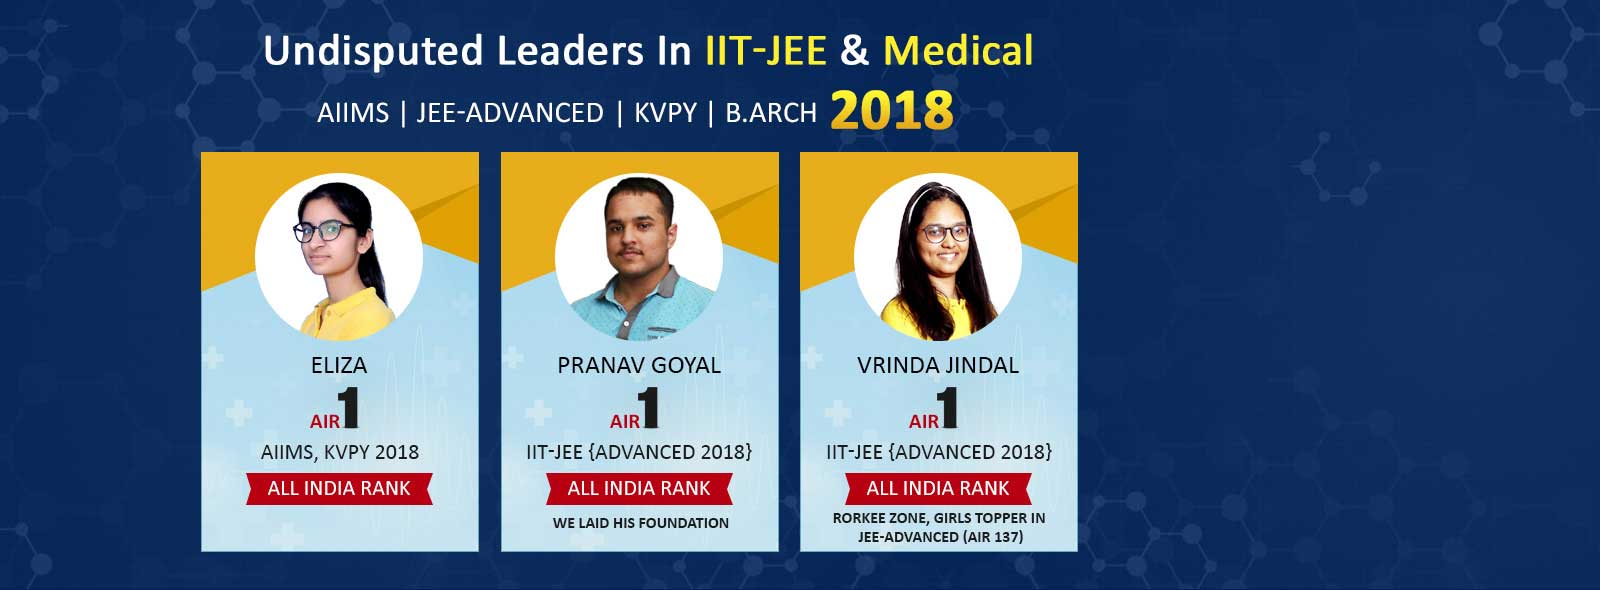 Undisputed Leaders In IIT-JEE & Medical
AIIMS | JEE-ADVANCED | KVPY | B.ARCH 2018
ELIZA
AIR 1
AIIMS, KVPY 2018
ALL INDIA RANK
PRANAV GOYAL
AIR 1
IIT-JEE {ADVANCED 2018}
ALL INDIA RANK
WE LAID HIS FOUNDATION
VRINDA JINDAL
AIR 1
IIT-JEE {ADVANCED 2018}
ALL INDIA RANK
RORKEE ZONE, GIRLS TOPPER IN
JEE-ADVANCED (AIR 137)